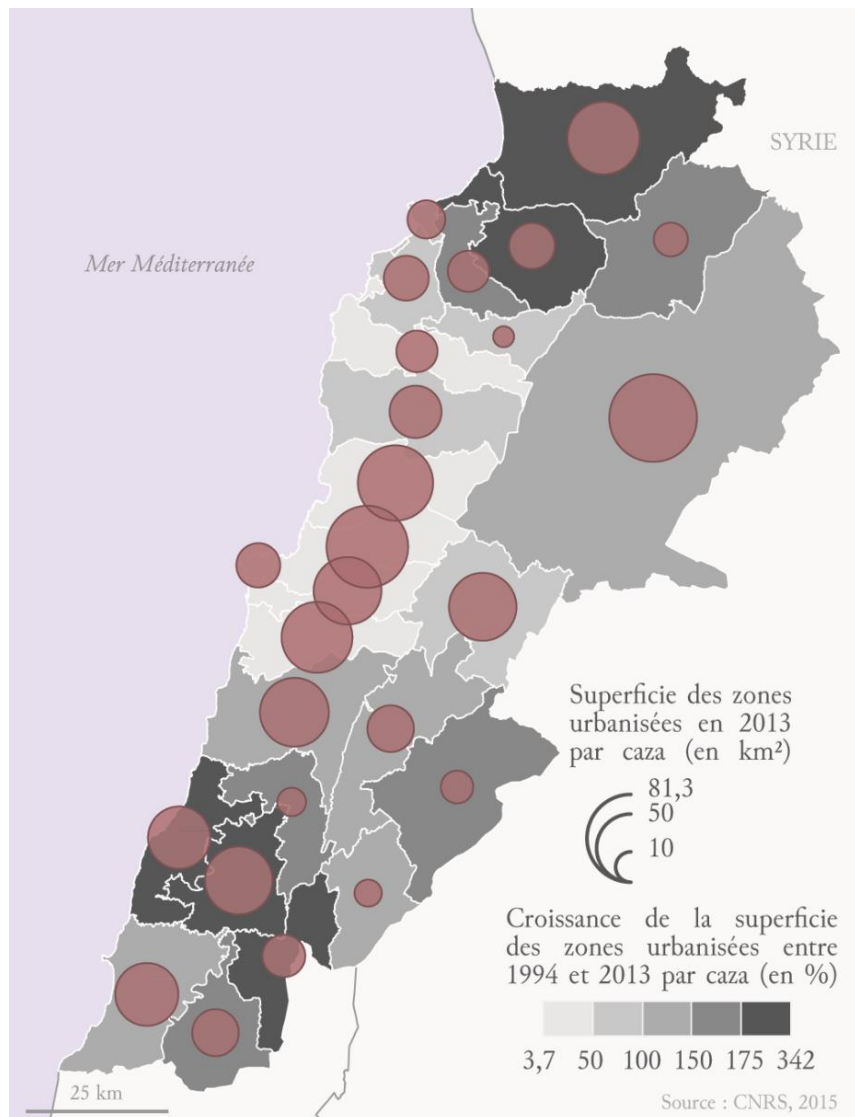 SYRIE
Mer Méditerranée
Superficie des zones
urbanisées en 2013
par caza (en km²)
81,3
50
10
Croissance de la superficie
des zones urbanisées entre
1994 et 2013 par caza (en %)
3,7 50 100 150 175 342
25 km
Source : CNRS, 2015